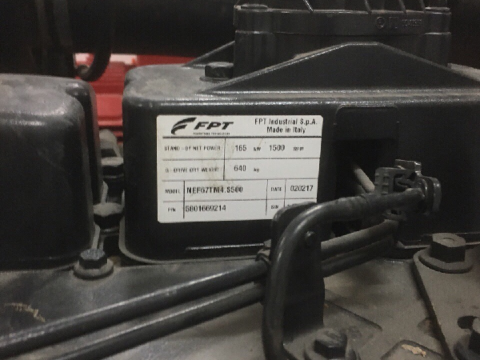 FPT
FPT Industrial S.p.A.
Made in Italy
STAND - BY NET POWER 165 kW 1500 RPM
640 kg
MODEL NEF67TM4.S500 DATE 020217
P/N 5801669214